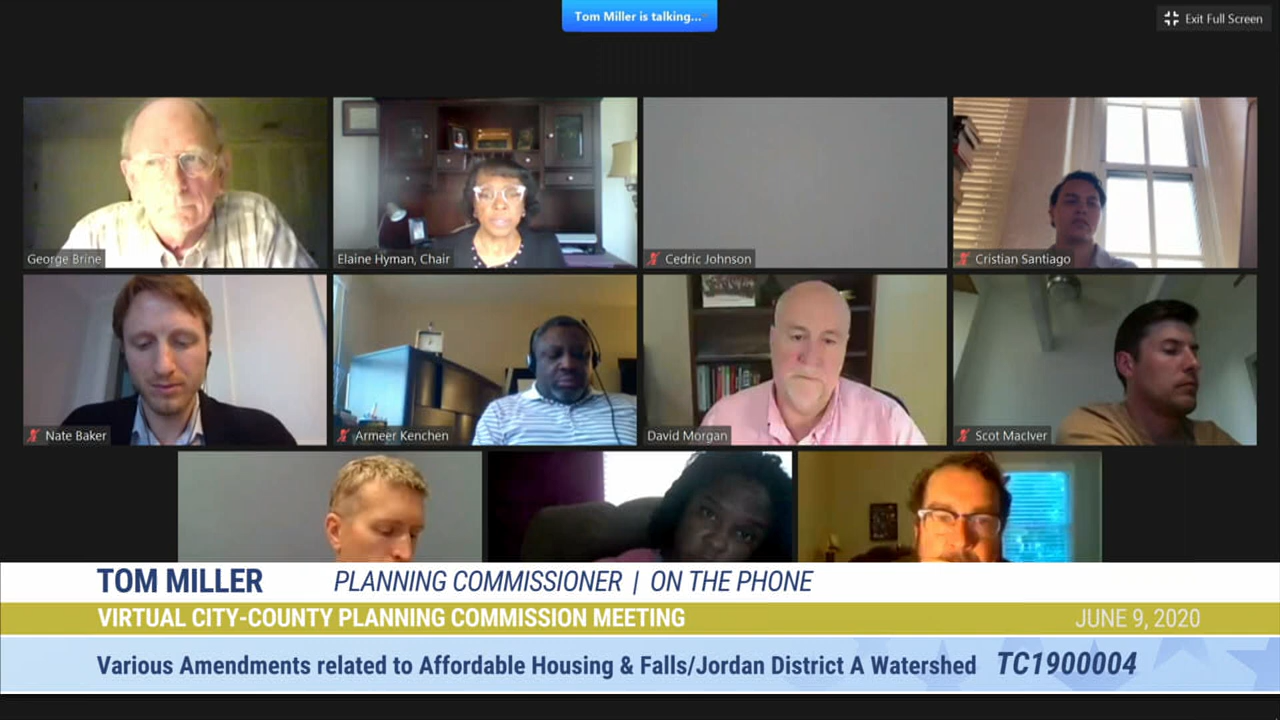 Tom Miller is talking...
Exit Full Screen
George Brine
Elaine Hyman, Chair
Cedric Johnson
Cristian Santiago
Nate Baker
Armeer Kenchen
David Morgan
Scot MacIver
TOM MILLER PLANNING COMMISSIONER | ON THE PHONE
VIRTUAL CITY-COUNTY PLANNING COMMISSION MEETING JUNE 9, 2020
Various Amendments related to Affordable Housing & Falls/Jordan District A Watershed TC1900004